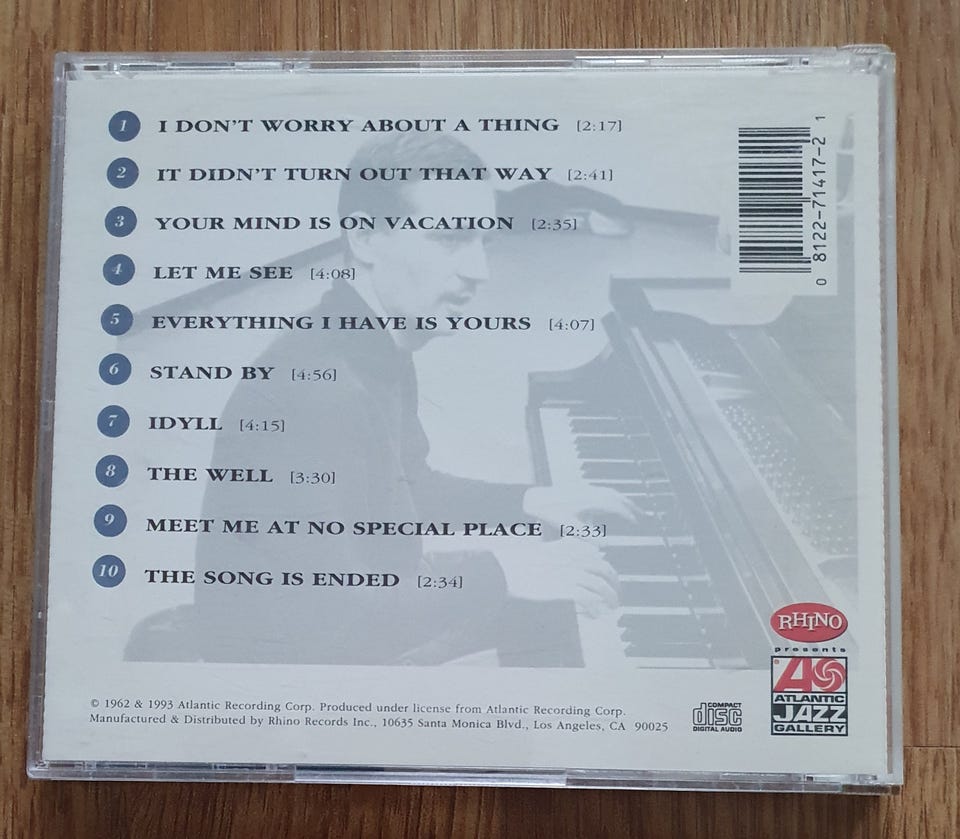 1 I DON'T WORRY ABOUT A THING [2:17]
2 IT DIDN'T TURN OUT THAT WAY [2:41]
3 YOUR MIND IS ON VACATION [2:35]
4 LET ME SEE [4:08]
5 EVERYTHING I HAVE IS YOURS [4:07]
6 STAND BY [4:56]
7 IDYLL [4:15]
8 THE WELL [3:30]
9 MEET ME AT NO SPECIAL PLACE [2:33]
10 THE SONG IS ENDED [2:34]
0 8122-71417-2 1
RHINO
presents
A
ATLANTIC
JAZZ
GALLERY
© 1962 & 1993 Atlantic Recording Corp. Produced under license from Atlantic Recording Corp.
Manufactured & Distributed by Rhino Records Inc., 10635 Santa Monica Blvd., Los Angeles, CA 90025
COMPACT
disc
DIGITAL AUDIO